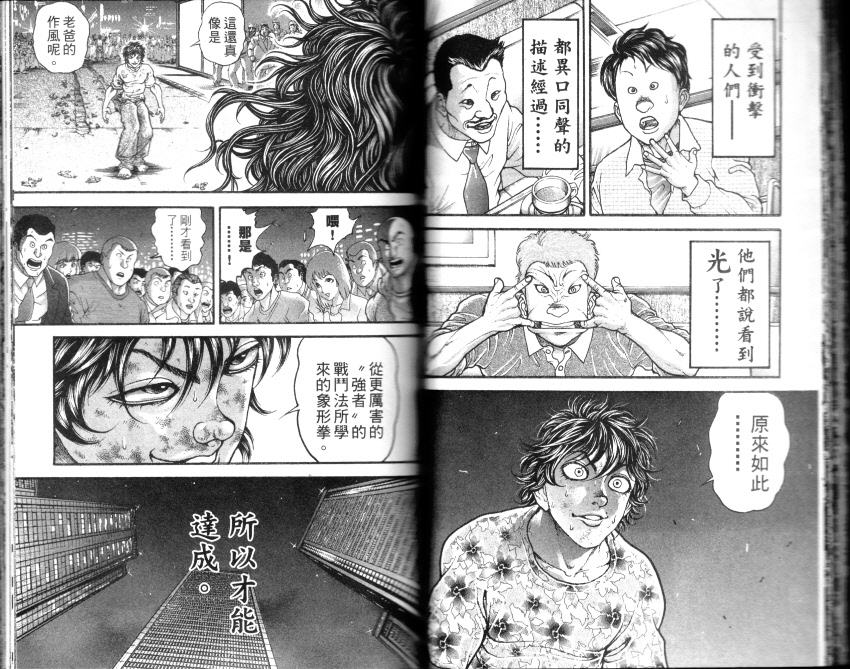 受到衝擊
的人們——
都異口同聲的
描述經過………
他們都說看到
光了…………
原來如此
………
這還真
像是
老爸的
作風呢。
喂！
那是
……！
剛才看到
了………
從更厲害的
〝強者〞的
戰鬥法所學
來的象形拳。
所以才能
達成。